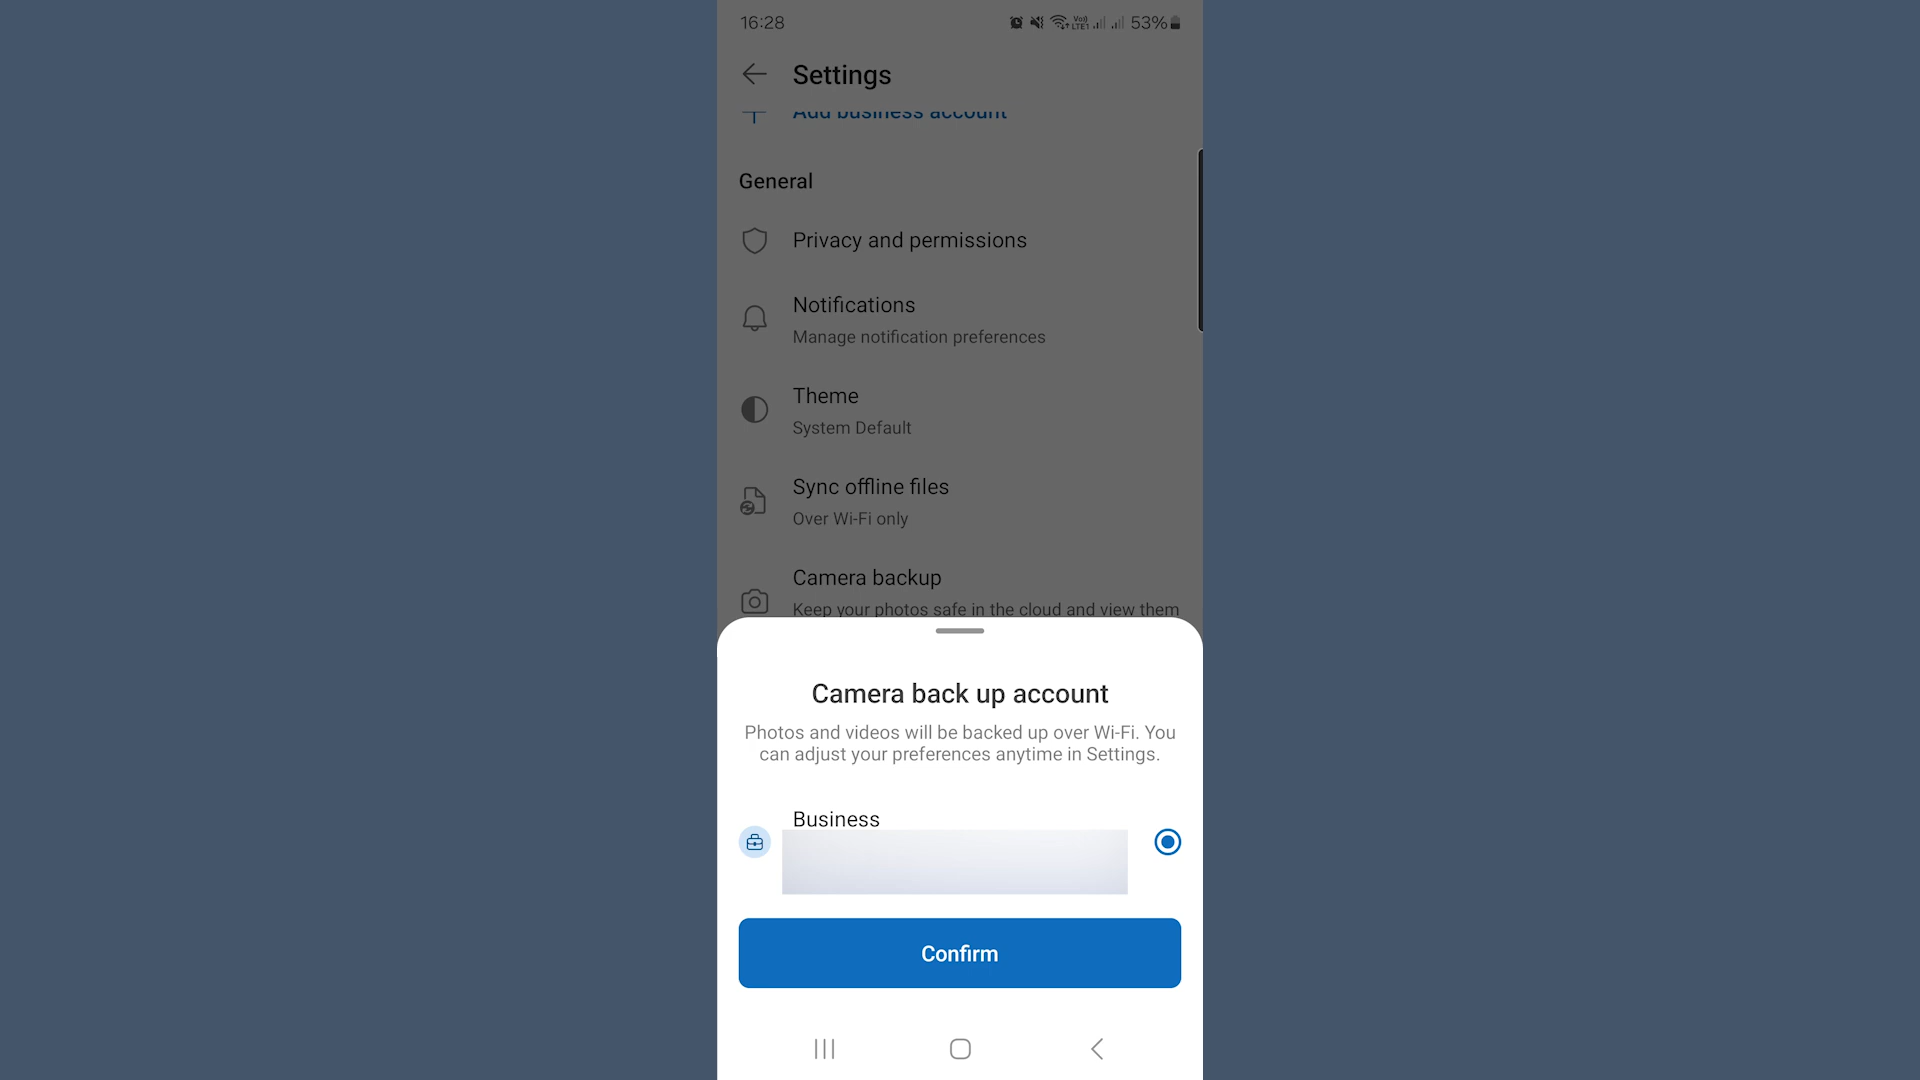 16:28
Vo)) LTE1 53%
Settings
Add business account
General
Privacy and permissions
Notifications
Manage notification preferences
Theme
System Default
Sync offline files
Over Wi-Fi only
Camera backup
Keep your photos safe in the cloud and view them
Camera back up account
Photos and videos will be backed up over Wi-Fi. You
can adjust your preferences anytime in Settings.
Business
Confirm